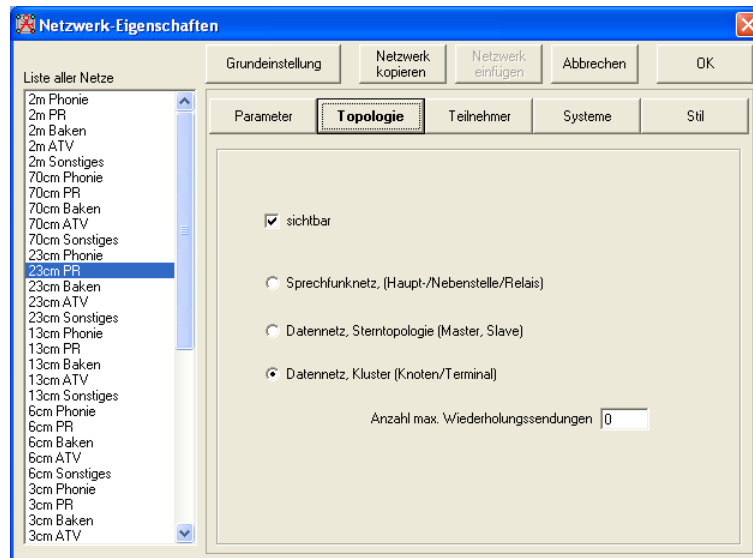 Netzwerk-Eigenschaften
Liste aller Netze
Grundeinstellung
Netzwerk
kopieren
Netzwerk
einfügen
Abbrechen
OK
2m Phonie
2m PR
2m Baken
2m ATV
2m Sonstiges
70cm Phonie
70cm PR
70cm Baken
70cm ATV
70cm Sonstiges
23cm Phonie
23cm PR
23cm Baken
23cm ATV
23cm Sonstiges
13cm Phonie
13cm PR
13cm Baken
13cm ATV
13cm Sonstiges
6cm Phonie
6cm PR
6cm Baken
6cm ATV
6cm Sonstiges
3cm Phonie
3cm PR
3cm Baken
3cm ATV
Parameter
Topologie
Teilnehmer
Systeme
Stil
sichtbar
Sprechfunknetz, (Haupt-/Nebenstelle/Relais)
Datennetz, Sterntopologie (Master, Slave)
Datennetz, Kluster (Knoten/Terminal)
Anzahl max. Wiederholungssendungen 0